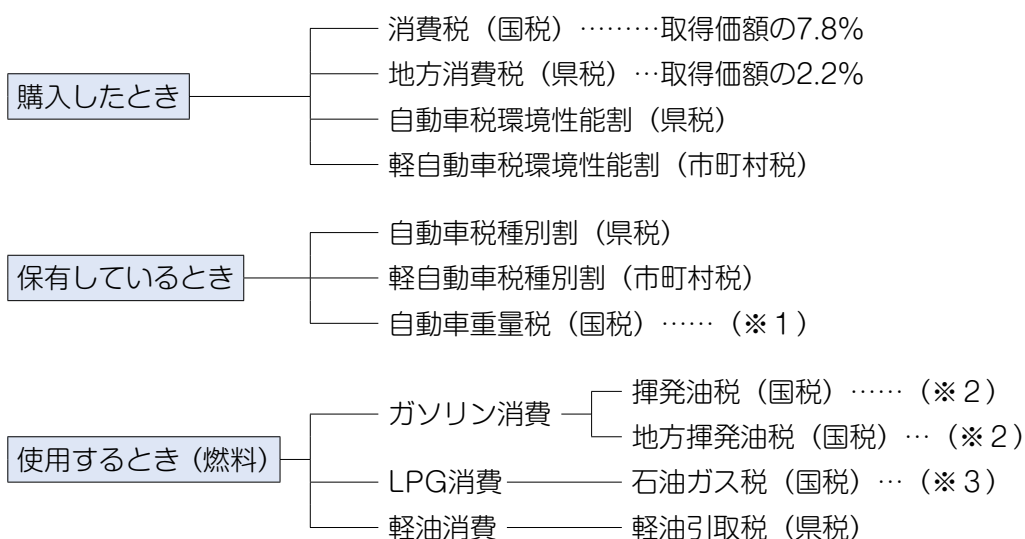 購入したとき
消費税（国税）………取得価額の7.8%
地方消費税（県税）…取得価額の2.2%
自動車税環境性能割（県税）
軽自動車税環境性能割（市町村税）
保有しているとき
自動車税種別割（県税）
軽自動車税種別割（市町村税）
自動車重量税（国税）……（※１）
使用するとき（燃料）
ガソリン消費
揮発油税（国税）……（※２）
地方揮発油税（国税）…（※２）
LPG消費
石油ガス税（国税）…（※３）
軽油消費
軽油引取税（県税）